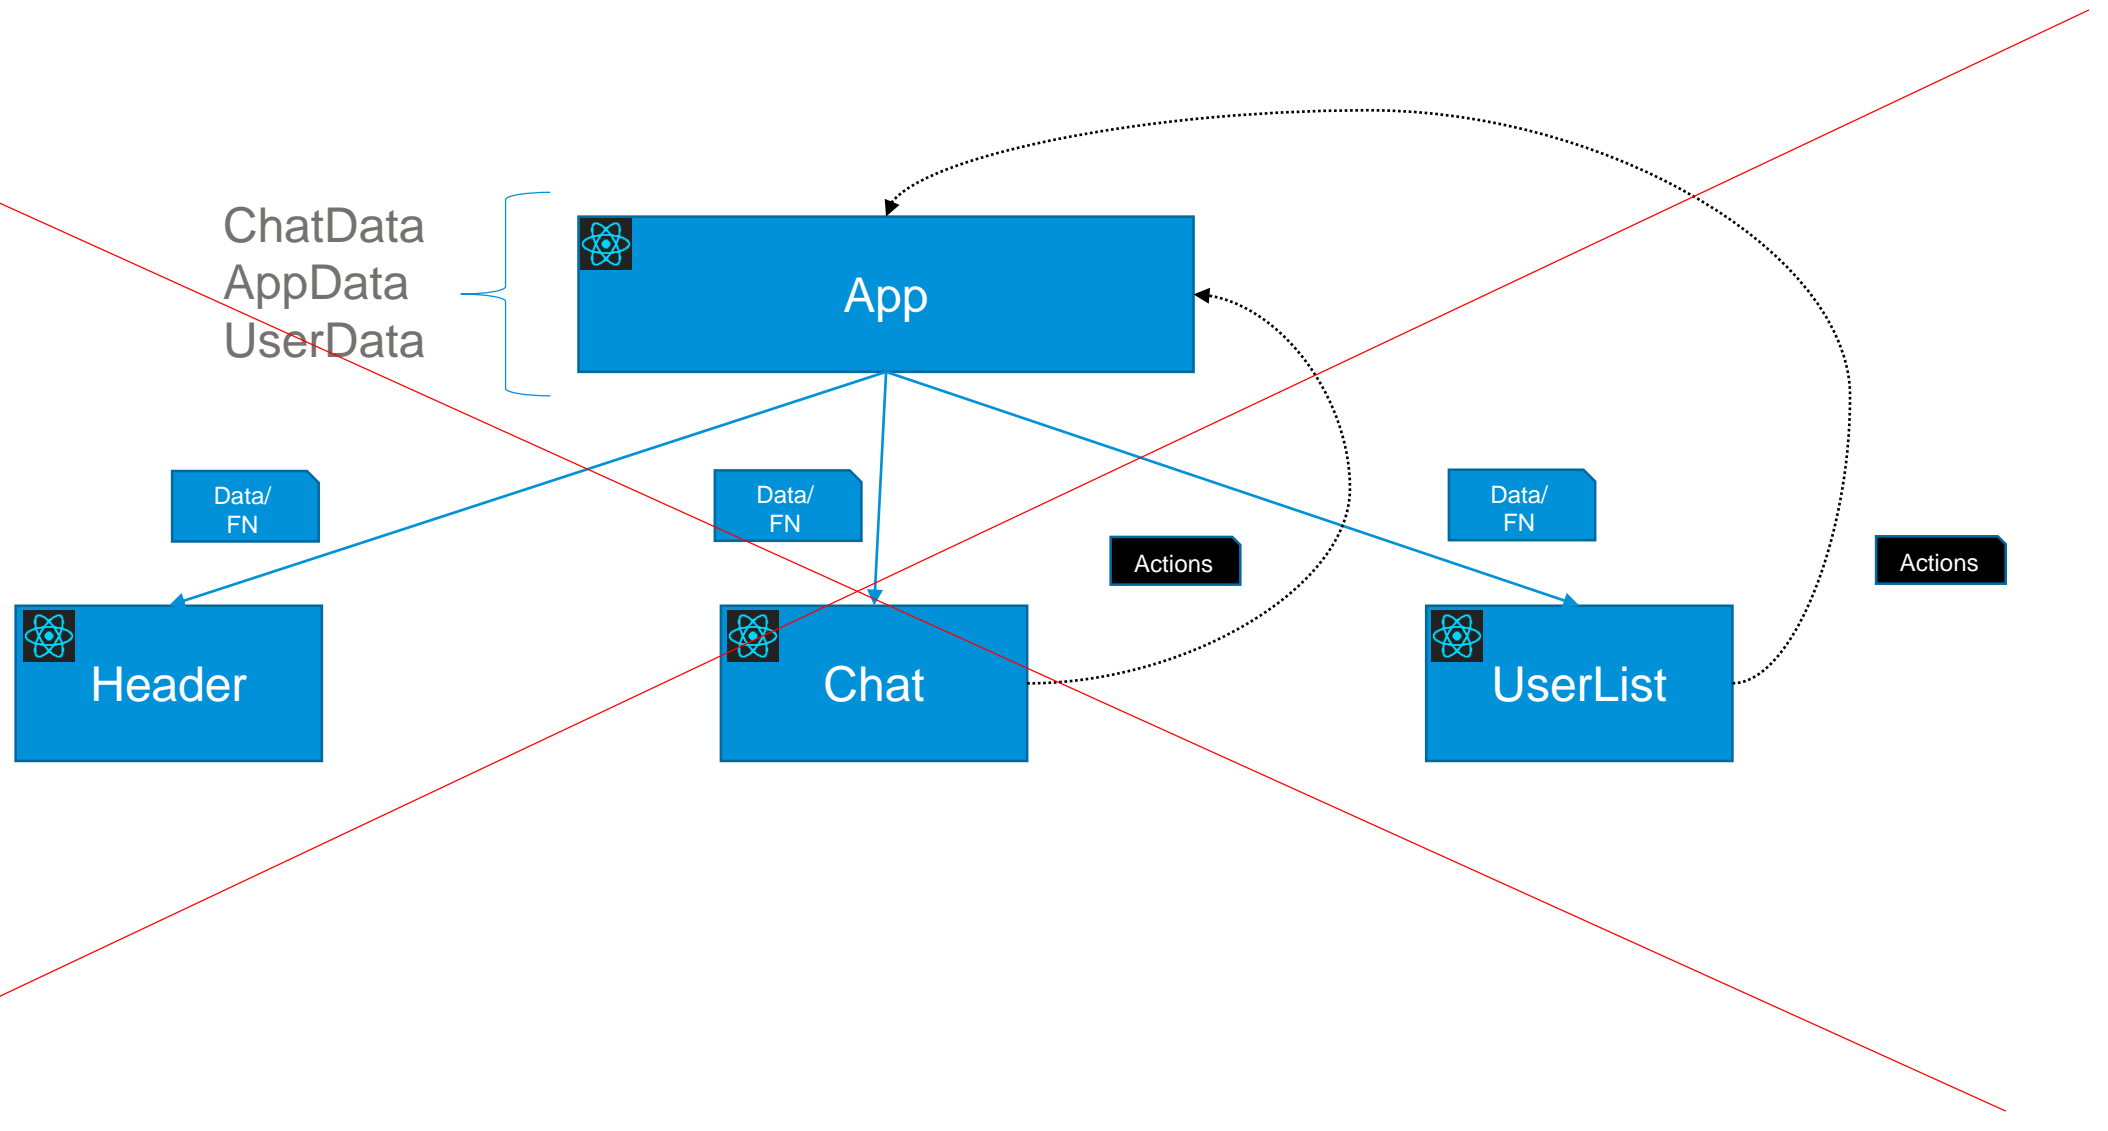 ChatData
AppData
UserData
App
Data/
FN
Data/
FN
Data/
FN
Actions
Actions
Header
Chat
UserList